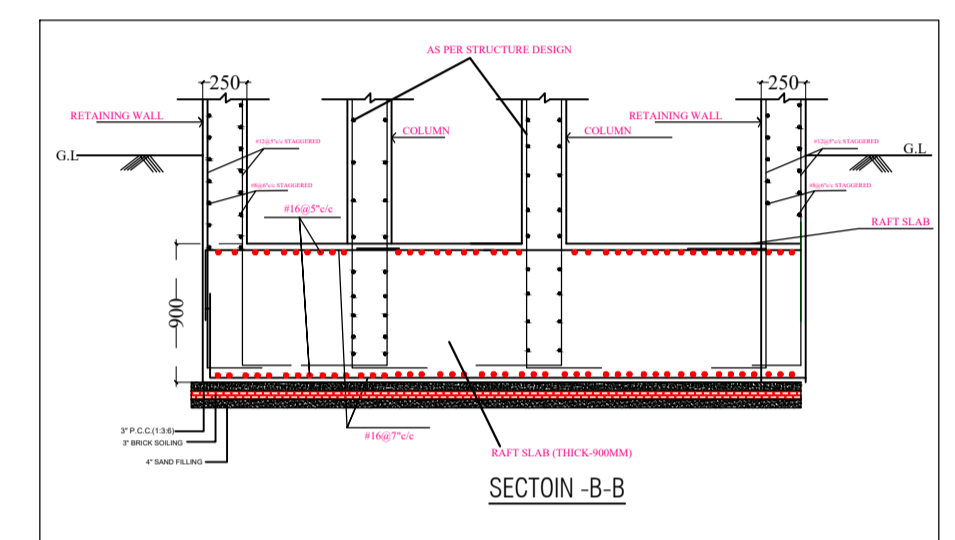 AS PER STRUCTURE DESIGN
250
250
RETAINING WALL
RETAINING WALL
COLUMN
COLUMN
#12@5"c/c STAGGERED
#12@5"c/c STAGGERED
G.L
G.L
#8@6"c/c STAGGERED
#8@6"c/c STAGGERED
#16@5"c/c
RAFT SLAB
900
3" P.C.C.(1:3:6)
#16@7"c/c
3" BRICK SOILING
RAFT SLAB (THICK-900MM)
4" SAND FILLING
SECTOIN -B-B